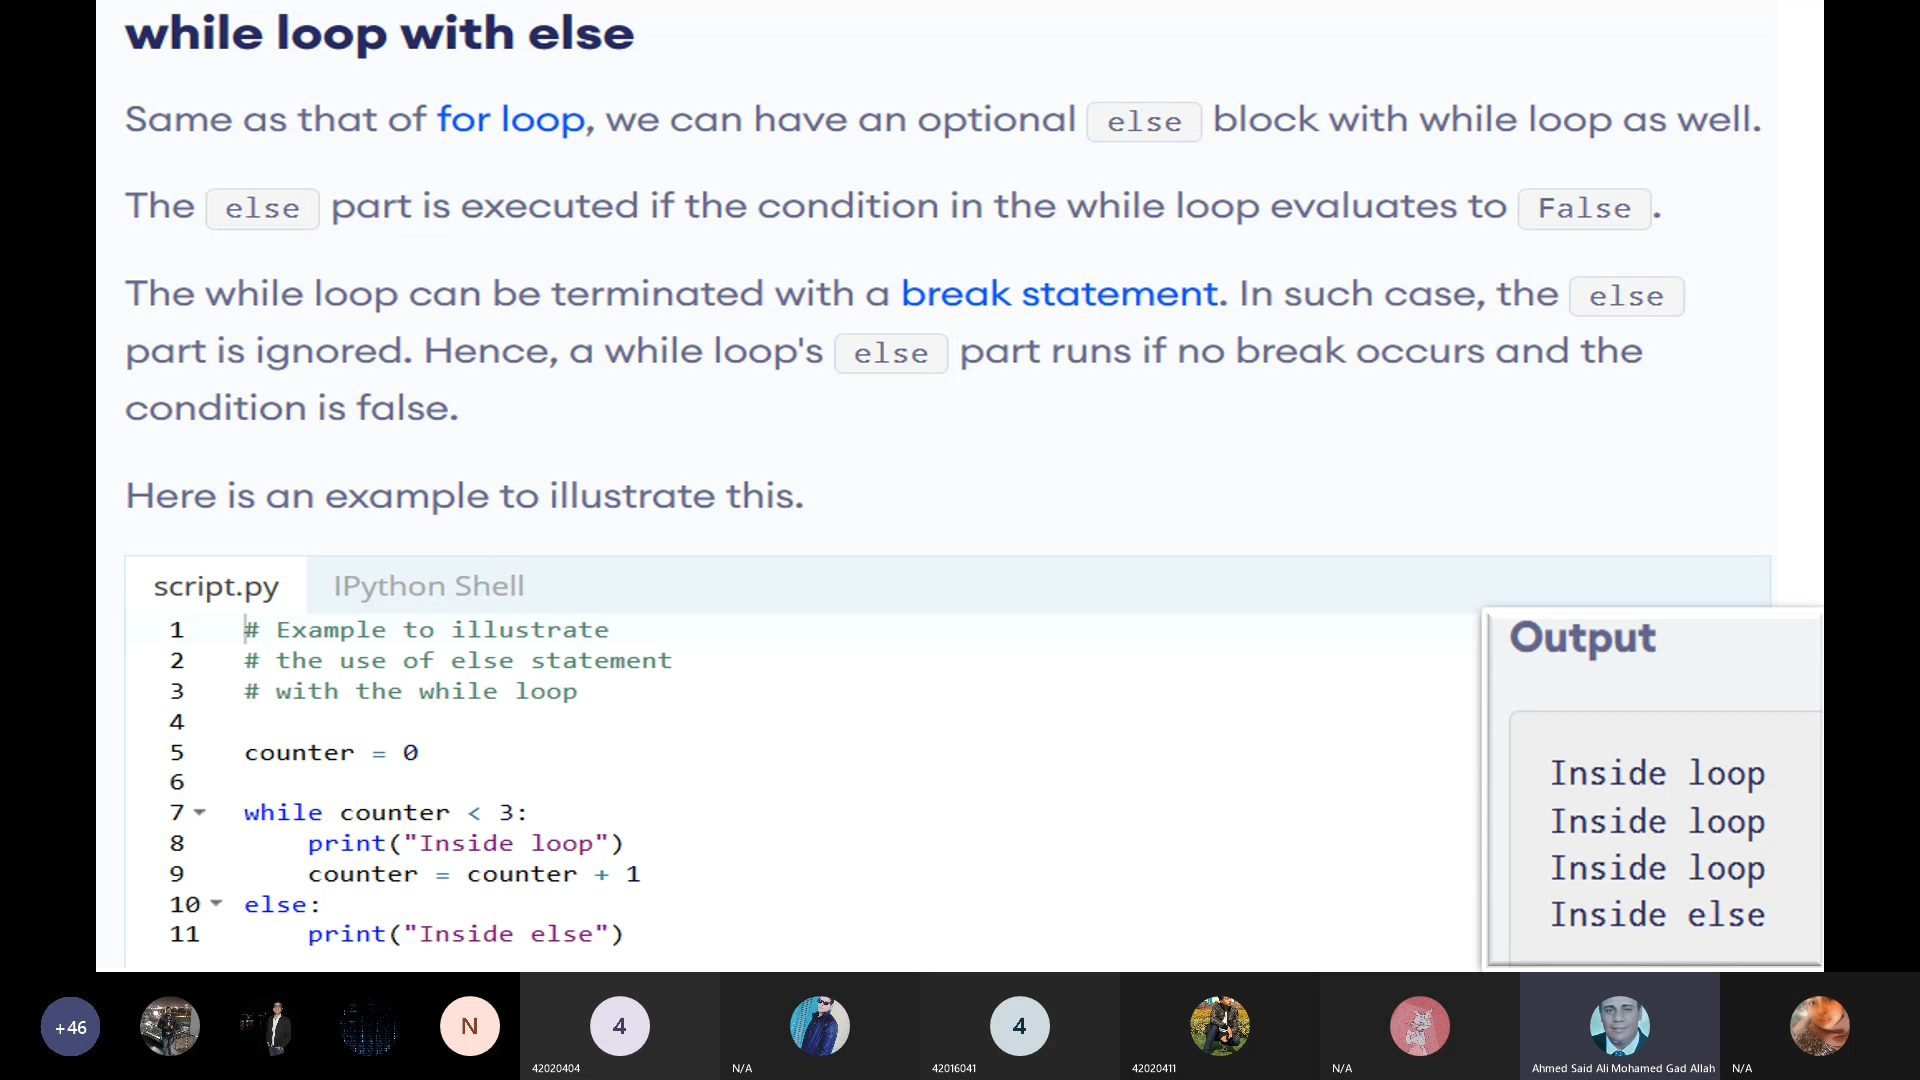 while loop with else
Same as that of for loop, we can have an optional else block with while loop as well.
The else part is executed if the condition in the while loop evaluates to False .
The while loop can be terminated with a break statement. In such case, the else
part is ignored. Hence, a while loop's else part runs if no break occurs and the
condition is false.
Here is an example to illustrate this.
script.py IPython Shell
1 # Example to illustrate
2 # the use of else statement
3 # with the while loop
4
5 counter = 0
6
7 while counter < 3:
8 print("Inside loop")
9 counter = counter + 1
10 else:
11 print("Inside else")
Output
Inside loop
Inside loop
Inside loop
Inside else
+46
N
4
4
42020404
N/A
42016041
42020411
N/A
Ahmed Said Ali Mohamed Gad Allah
N/A